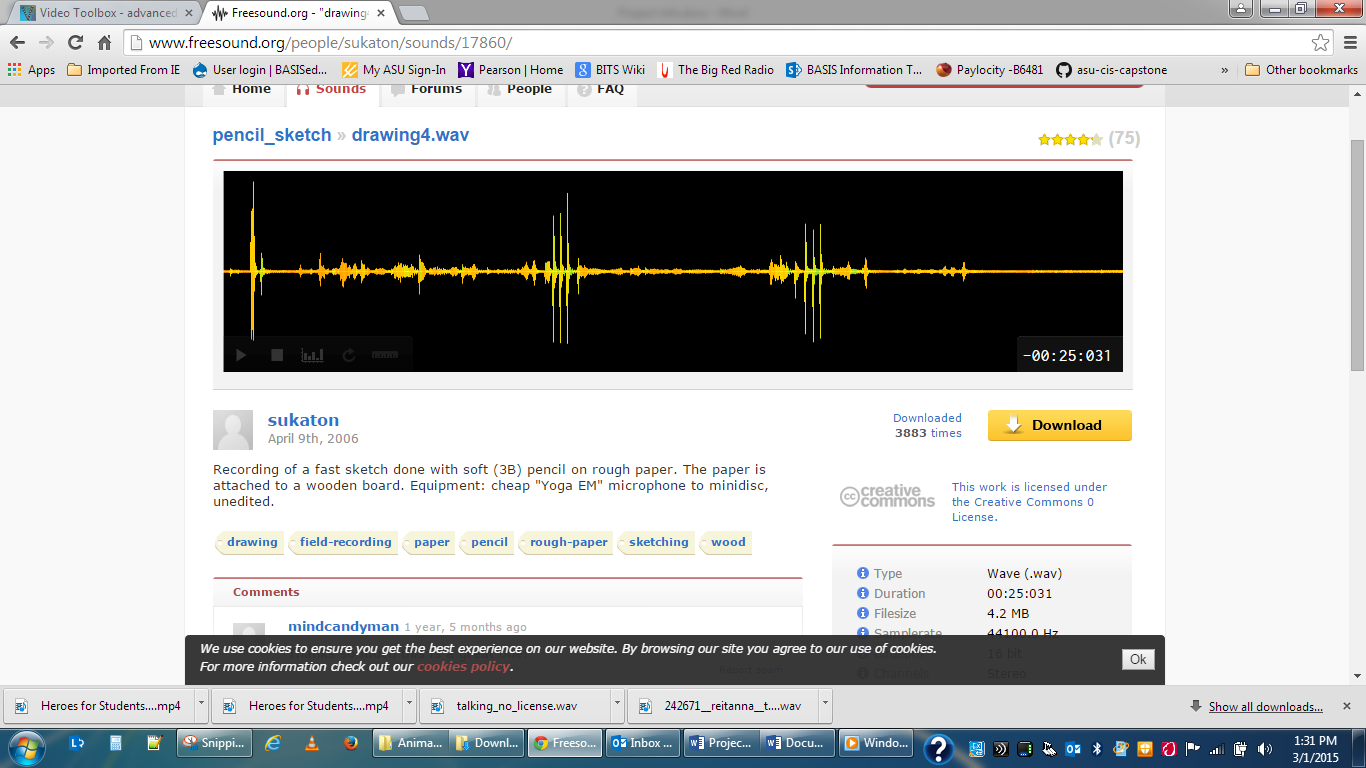 Video Toolbox - advanced
Freesound.org - "drawing
www.freesound.org/people/sukaton/sounds/17860/
Apps Imported From IE User login | BASISed... My ASU Sign-In Pearson | Home BITS Wiki The Big Red Radio BASIS Information T... Paylocity -B6481 asu-cis-capstone » Other bookmarks
Home Sounds Forums People FAQ
pencil_sketch » drawing4.wav
(75)
-00:25:031
sukaton
April 9th, 2006
Downloaded
3883 times
Download
Recording of a fast sketch done with soft (3B) pencil on rough paper. The paper is
attached to a wooden board. Equipment: cheap "Yoga EM" microphone to minidisc,
unedited.
cc creative
commons
This work is licensed under
the Creative Commons 0
License.
drawing field-recording paper pencil rough-paper sketching wood
Type Wave (.wav)
Duration 00:25:031
Filesize 4.2 MB
Samplerate 44100.0 Hz
16 bit
Channels Stereo
Comments
mindcandyman 1 year, 5 months ago
We use cookies to ensure you get the best experience on our website. By browsing our site you agree to our use of cookies.
For more information check out our cookies policy.
Ok
Heroes for Students....mp4 Heroes for Students....mp4 talking_no_license.wav 242671__reitanna__t....wav Show all downloads...
Snippi... Anima... Downl... Freeso... Inbox ... Projec... Docu... Windo...
1:31 PM
3/1/2015